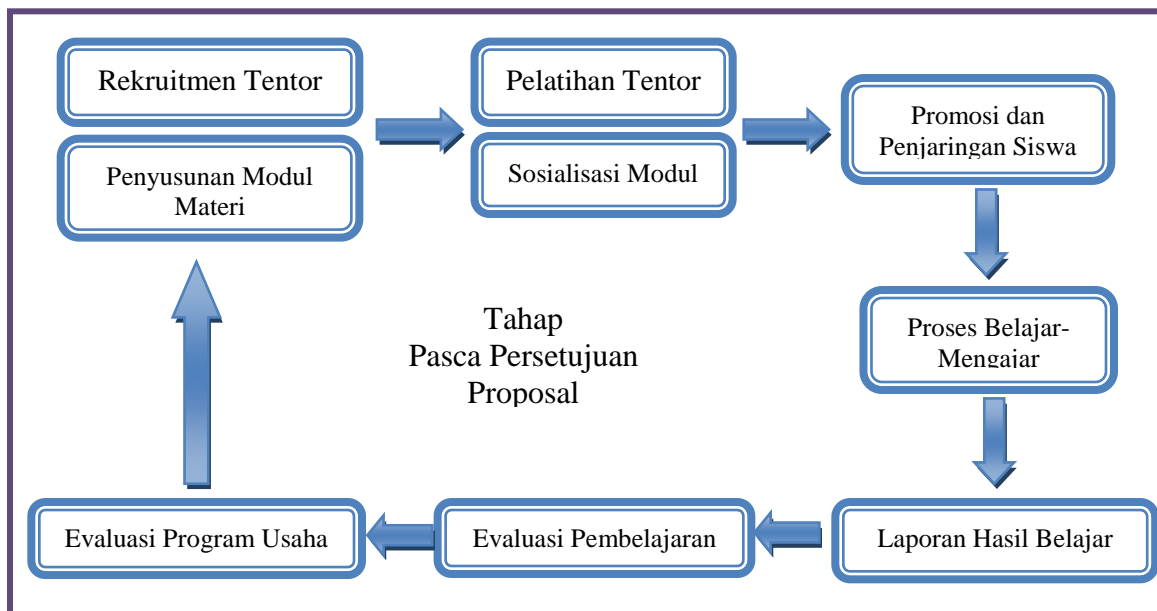 Rekruitmen Tentor
Penyusunan Modul
Materi
Pelatihan Tentor
Sosialisasi Modul
Promosi dan
Penjaringan Siswa
Tahap
Pasca Persetujuan
Proposal
Proses Belajar-
Mengajar
Evaluasi Program Usaha
Evaluasi Pembelajaran
Laporan Hasil Belajar